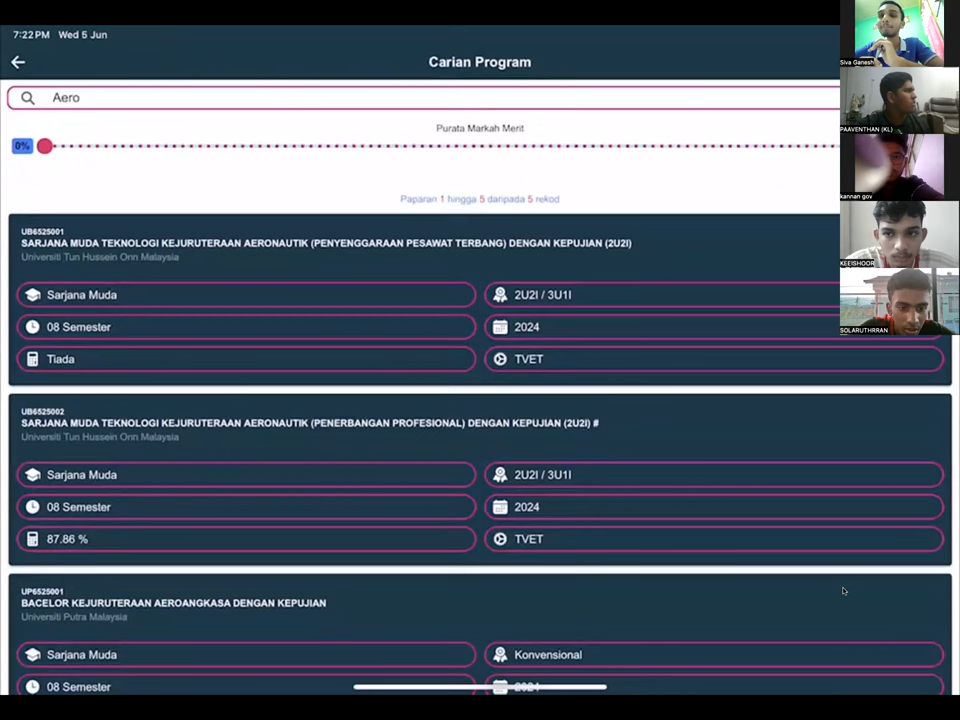 7:22 PM Wed 5 Jun
Carian Program
Aero
Purata Markah Merit
0%
Paparan 1 hingga 5 daripada 5 rekod
UB6525001
SARJANA MUDA TEKNOLOGI KEJURUTERAAN AERONAUTIK (PENYENGGARAAN PESAWAT TERBANG) DENGAN KEPUJIAN (2U2I)
Universiti Tun Hussein Onn Malaysia
Sarjana Muda
2U2I / 3U1I
08 Semester
2024
Tiada
TVET
UB6525002
SARJANA MUDA TEKNOLOGI KEJURUTERAAN AERONAUTIK (PENERBANGAN PROFESIONAL) DENGAN KEPUJIAN (2U2I) #
Universiti Tun Hussein Onn Malaysia
Sarjana Muda
2U2I / 3U1I
08 Semester
2024
87.86 %
TVET
UP6525001
BACELOR KEJURUTERAAN AEROANGKASA DENGAN KEPUJIAN
Universiti Putra Malaysia
Sarjana Muda
Konvensional
08 Semester
2024
Siva Ganesh
PAAVENTHAN (KL)
kannan gov
KEEISHOOR
SOLARUTHRRAN